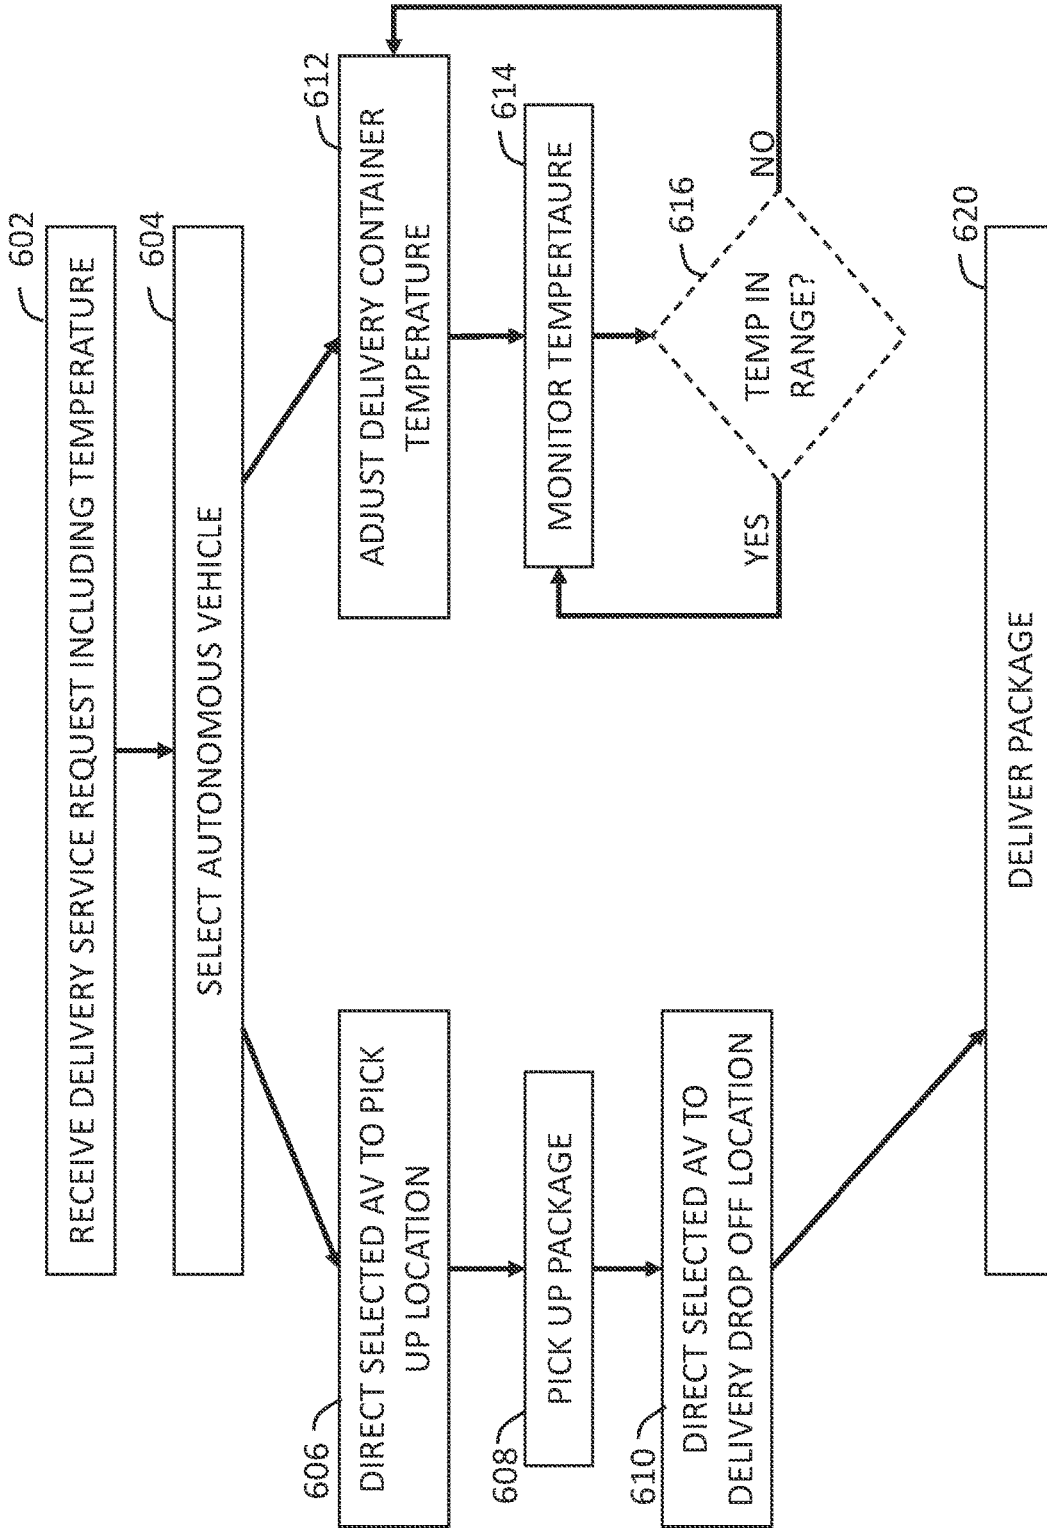 602
RECEIVE DELIVERY SERVICE REQUEST INCLUDING TEMPERATURE
604
SELECT AUTONOMOUS VEHICLE
606
DIRECT SELECTED AV TO PICK
UP LOCATION
612
ADJUST DELIVERY CONTAINER
TEMPERATURE
608
PICK UP PACKAGE
614
MONITOR TEMPERTAURE
610
DIRECT SELECTED AV TO
DELIVERY DROP OFF LOCATION
616
TEMP IN
RANGE?
YES
NO
620
DELIVER PACKAGE